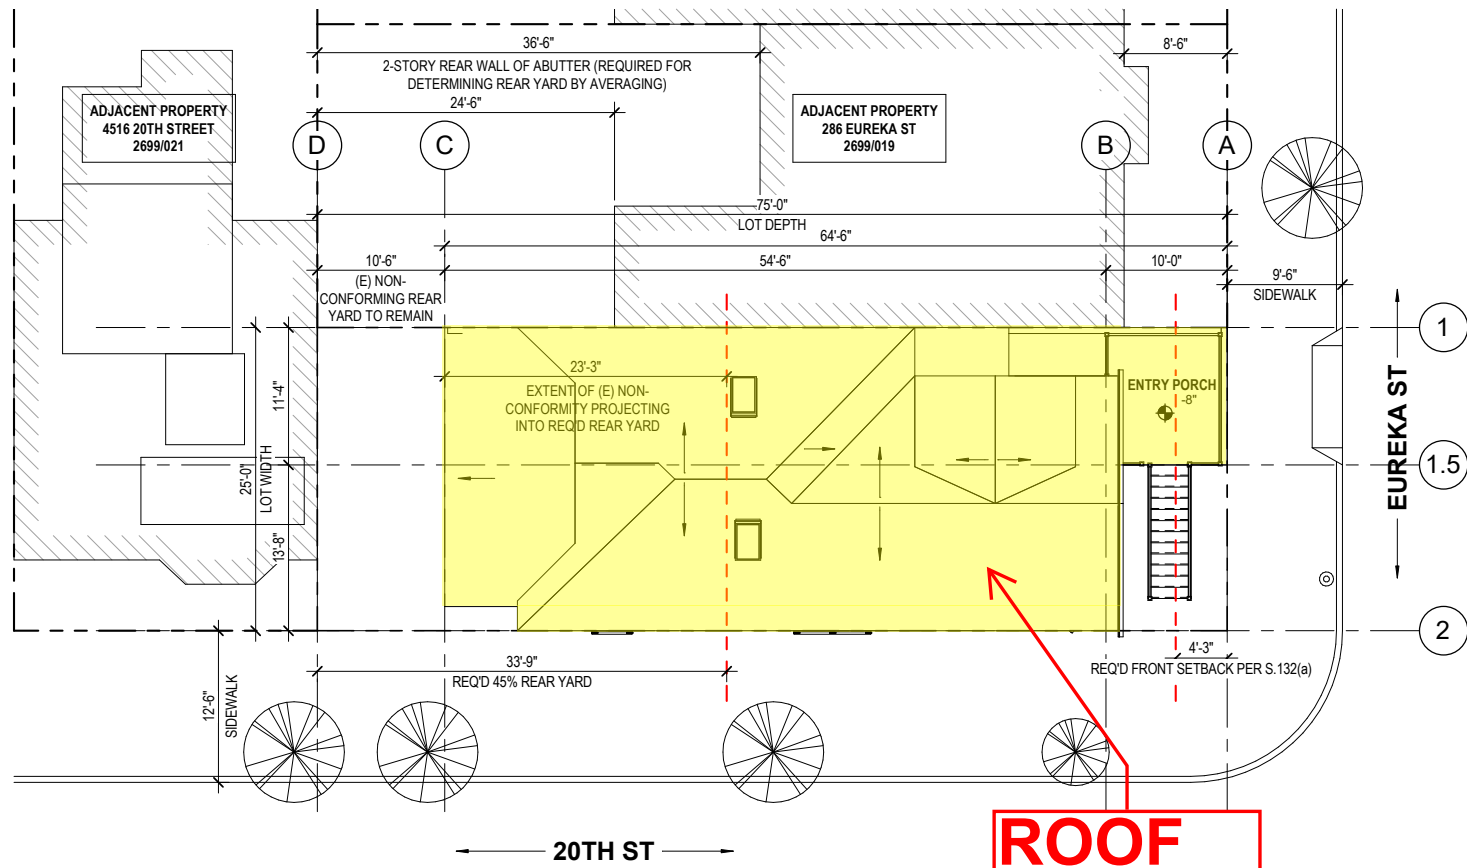 36'-6"
8'-6"
2-STORY REAR WALL OF ABUTTER (REQUIRED FOR
DETERMINING REAR YARD BY AVERAGING)
24'-6"
ADJACENT PROPERTY
4516 20TH STREET
2699/021
ADJACENT PROPERTY
286 EUREKA ST
2699/019
D
C
B
A
75'-0"
LOT DEPTH
64'-6"
10'-6"
54'-6"
10'-0"
9'-6"
SIDEWALK
(E) NON-
CONFORMING REAR
YARD TO REMAIN
1
23'-3"
EXTENT OF (E) NON-
CONFORMITY PROJECTING
INTO REQ'D REAR YARD
ENTRY PORCH
-8"
11'-4"
25'-0"
LOT WIDTH
13'-8"
1.5
EUREKA ST
2
33'-9"
REQ'D 45% REAR YARD
4'-3"
REQ'D FRONT SETBACK PER S.132(a)
12'-6"
SIDEWALK
ROOF
20TH ST